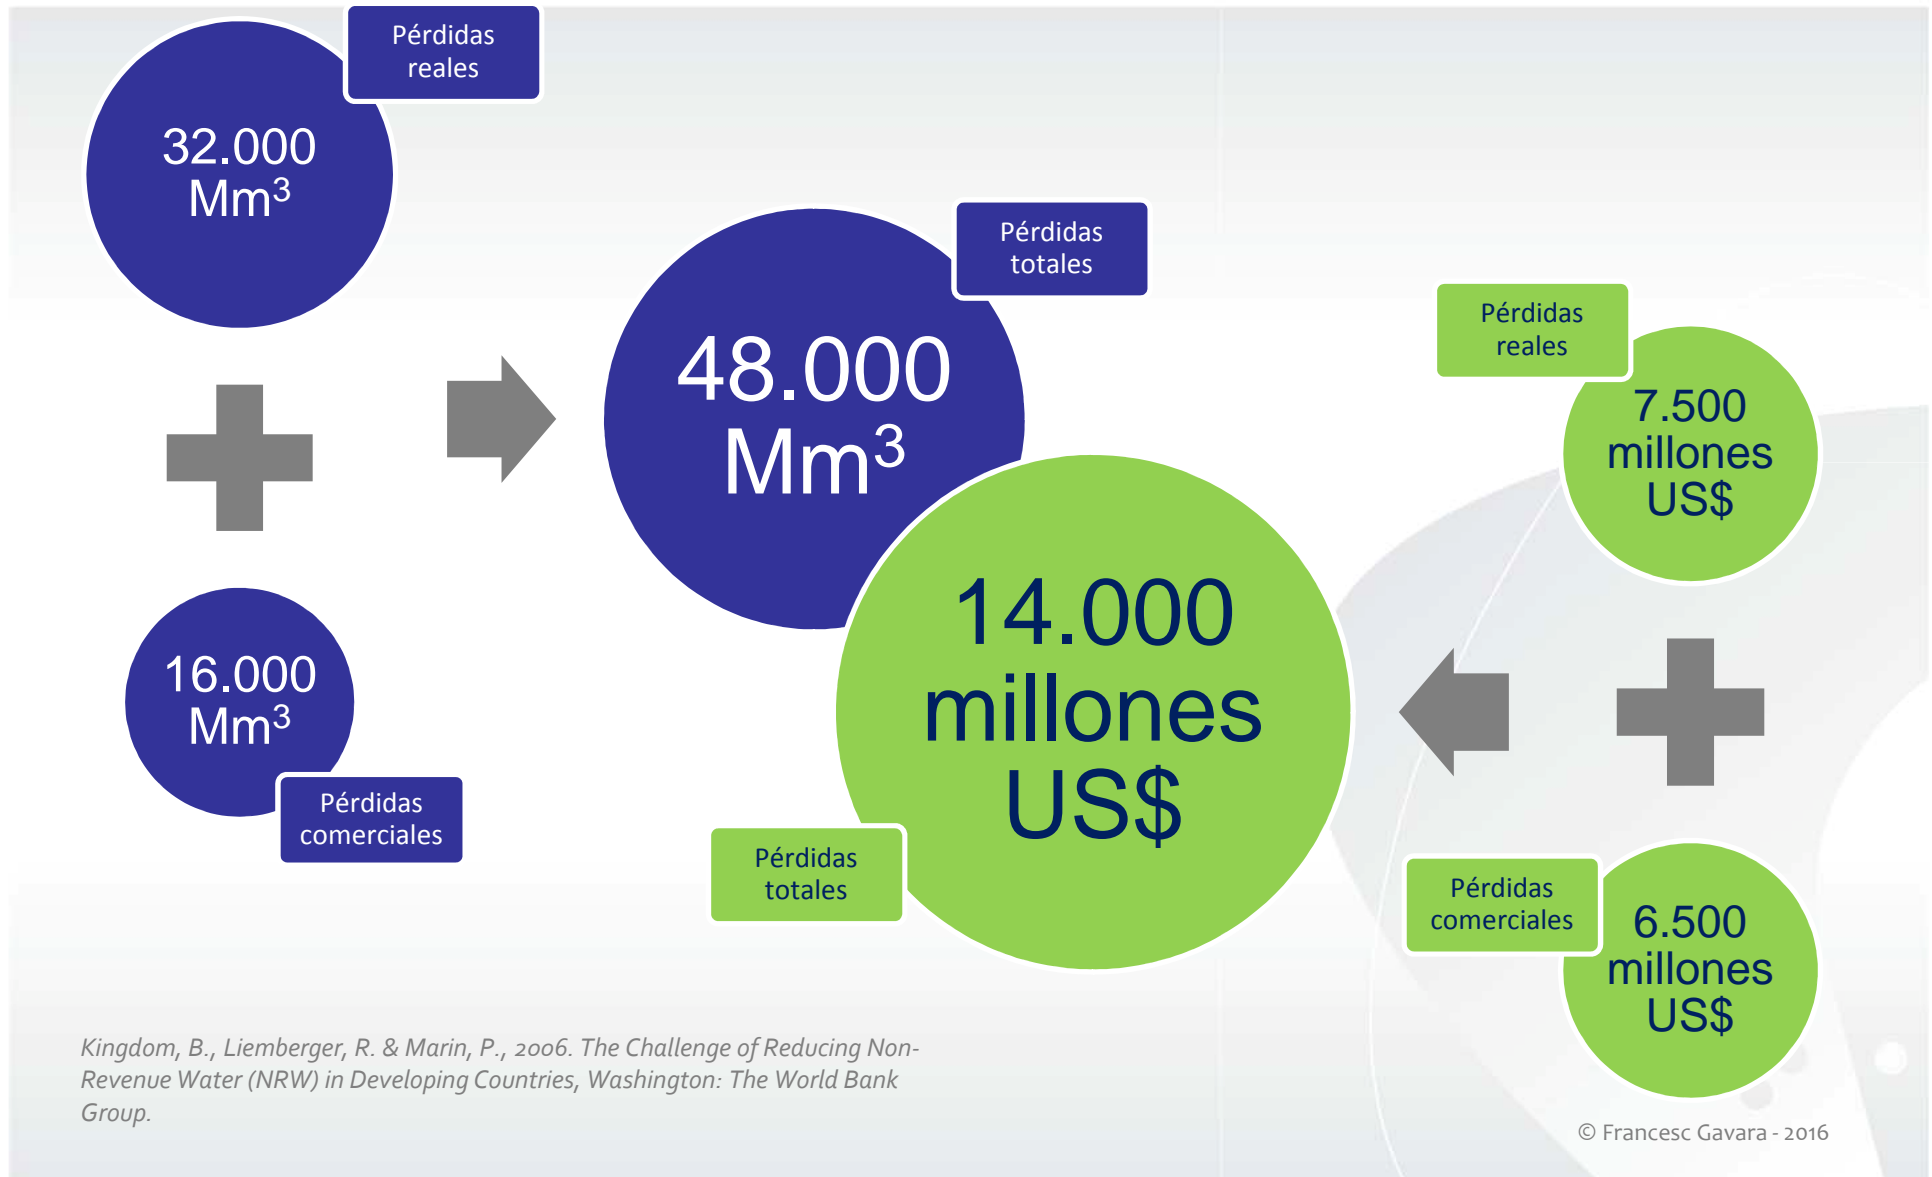 Pérdidas
reales
32.000
Mm³
16.000
Mm³
Pérdidas
comerciales
Pérdidas
totales
48.000
Mm³
14.000
millones
US$
Pérdidas
totales
Pérdidas
reales
7.500
millones
US$
Pérdidas
comerciales
6.500
millones
US$
Kingdom, B., Liemberger, R. & Marin, P., 2006. The Challenge of Reducing Non-
Revenue Water (NRW) in Developing Countries, Washington: The World Bank
Group.
© Francesc Gavara - 2016